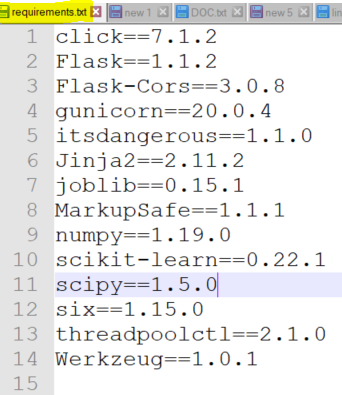 requirements.txt new 1 DOC.txt new 5 lin
1 click==7.1.2
2 Flask==1.1.2
3 Flask-Cors==3.0.8
4 gunicorn==20.0.4
5 itsdangerous==1.1.0
6 Jinja2==2.11.2
7 joblib==0.15.1
8 MarkupSafe==1.1.1
9 numpy==1.19.0
10 scikit-learn==0.22.1
11 scipy==1.5.0
12 six==1.15.0
13 threadpoolctl==2.1.0
14 Werkzeug==1.0.1
15